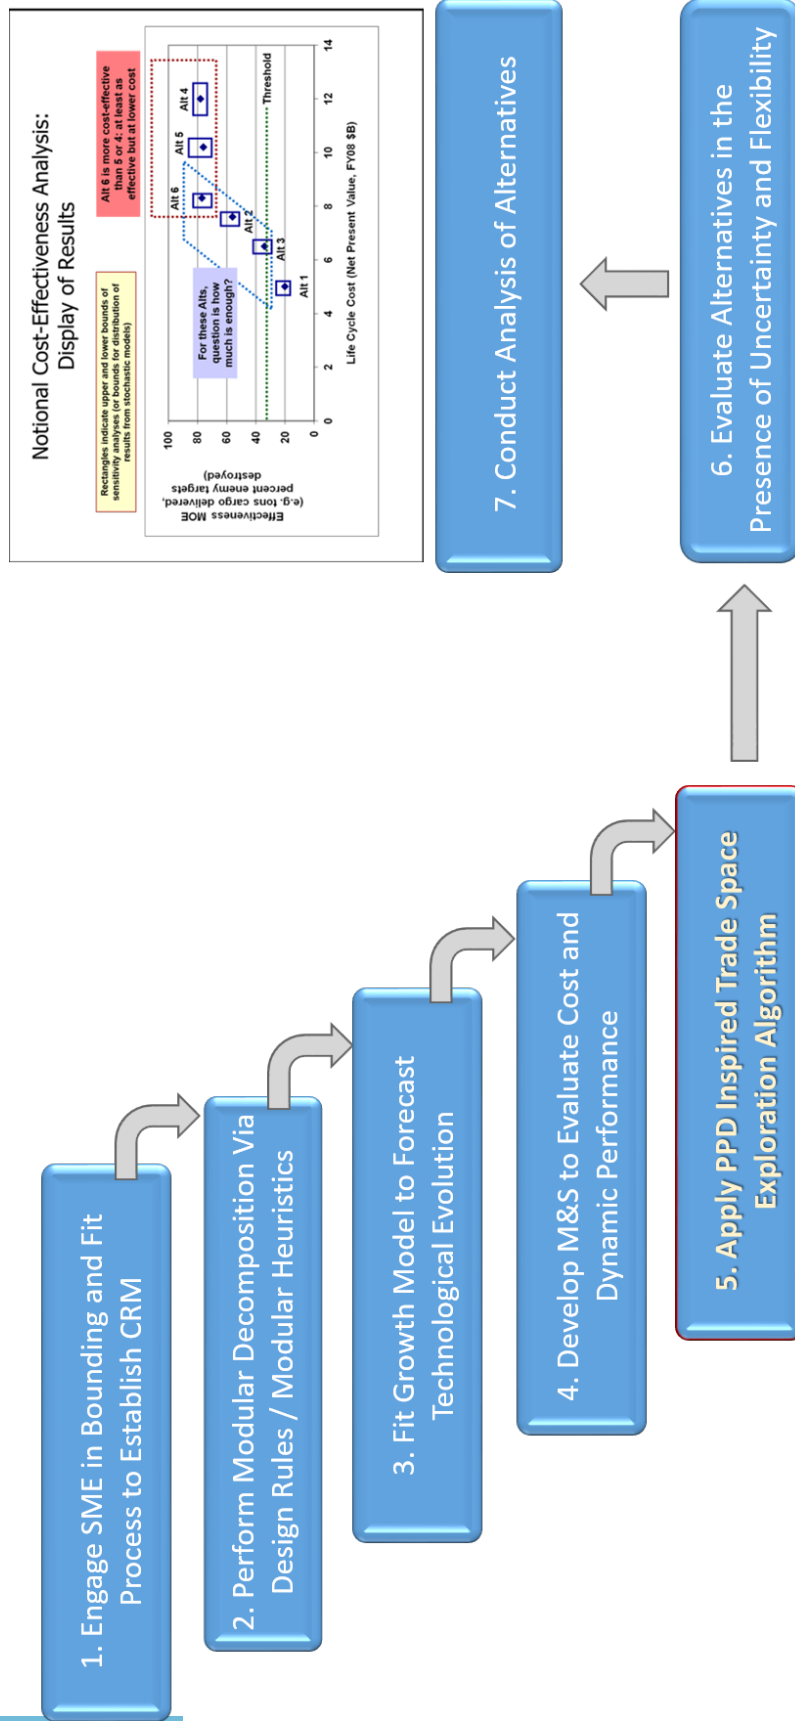 1. Engage SME in Bounding and Fit
Process to Establish CRM
2. Perform Modular Decomposition Via
Design Rules / Modular Heuristics
3. Fit Growth Model to Forecast
Technological Evolution
4. Develop M&S to Evaluate Cost and
Dynamic Performance
5. Apply PPD Inspired Trade Space
Exploration Algorithm
6. Evaluate Alternatives in the
Presence of Uncertainty and Flexibility
7. Conduct Analysis of Alternatives
Notional Cost-Effectiveness Analysis:
Display of Results
Rectangles indicate upper and lower bounds of
sensitivity analyses (or bounds for distribution of
results from stochastic models)
Alt 6 is more cost-effective
than 5 or 4: at least as
effective but at lower cost
Effectiveness MOE
(e.g. tons cargo delivered,
percent enemy targets
destroyed)
100
80
60
40
20
0
For these Alts,
question is how
much is enough?
Alt 6
Alt 5
Alt 4
Alt 2
Alt 3
Alt 1
Threshold
0
2
4
6
8
10
12
14
Life Cycle Cost (Net Present Value, FY08 $B)